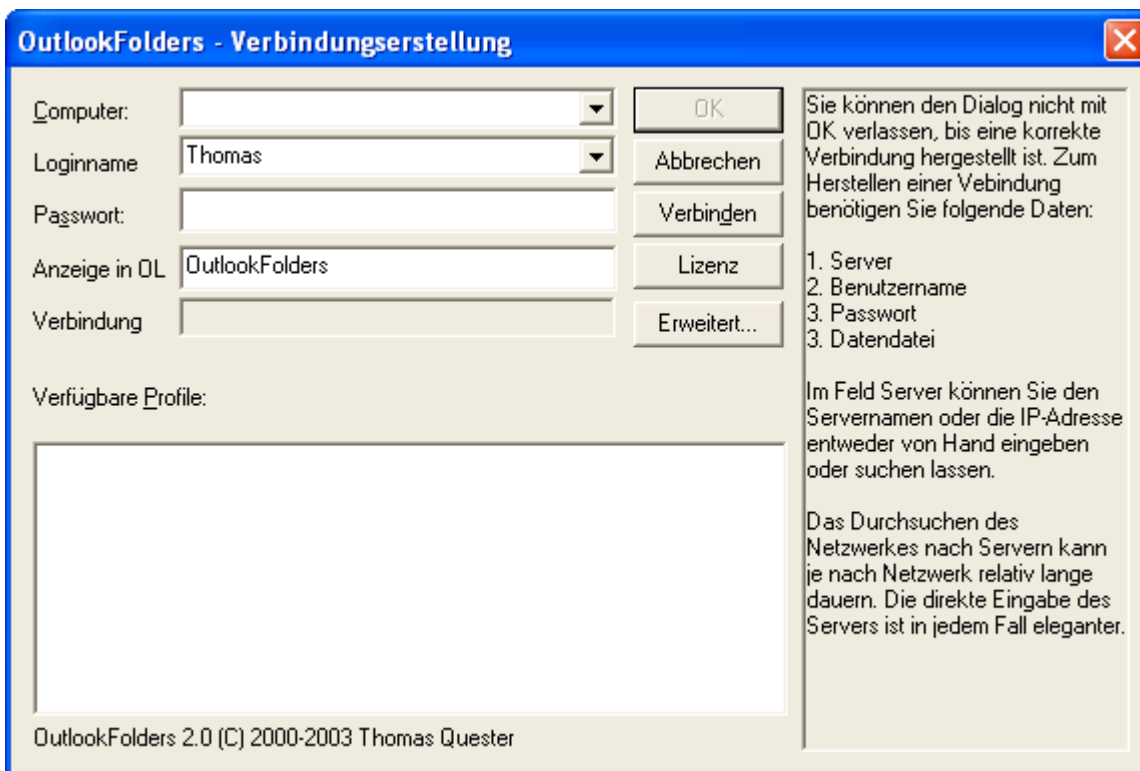 OutlookFolders - Verbindungserstellung
Computer:
OK
Loginname
Thomas
Abbrechen
Passwort:
Verbinden
Anzeige in OL
OutlookFolders
Lizenz
Verbindung
Erweitert...
Verfügbare Profile:
OutlookFolders 2.0 (C) 2000-2003 Thomas Quester
Sie können den Dialog nicht mit
OK verlassen, bis eine korrekte
Verbindung hergestellt ist. Zum
Herstellen einer Vebindung
benötigen Sie folgende Daten:
1. Server
2. Benutzername
3. Passwort
3. Datendatei
Im Feld Server können Sie den
Servernamen oder die IP-Adresse
entweder von Hand eingeben
oder suchen lassen.
Das Durchsuchen des
Netzwerkes nach Servern kann
je nach Netzwerk relativ lange
dauern. Die direkte Eingabe des
Servers ist in jedem Fall eleganter.